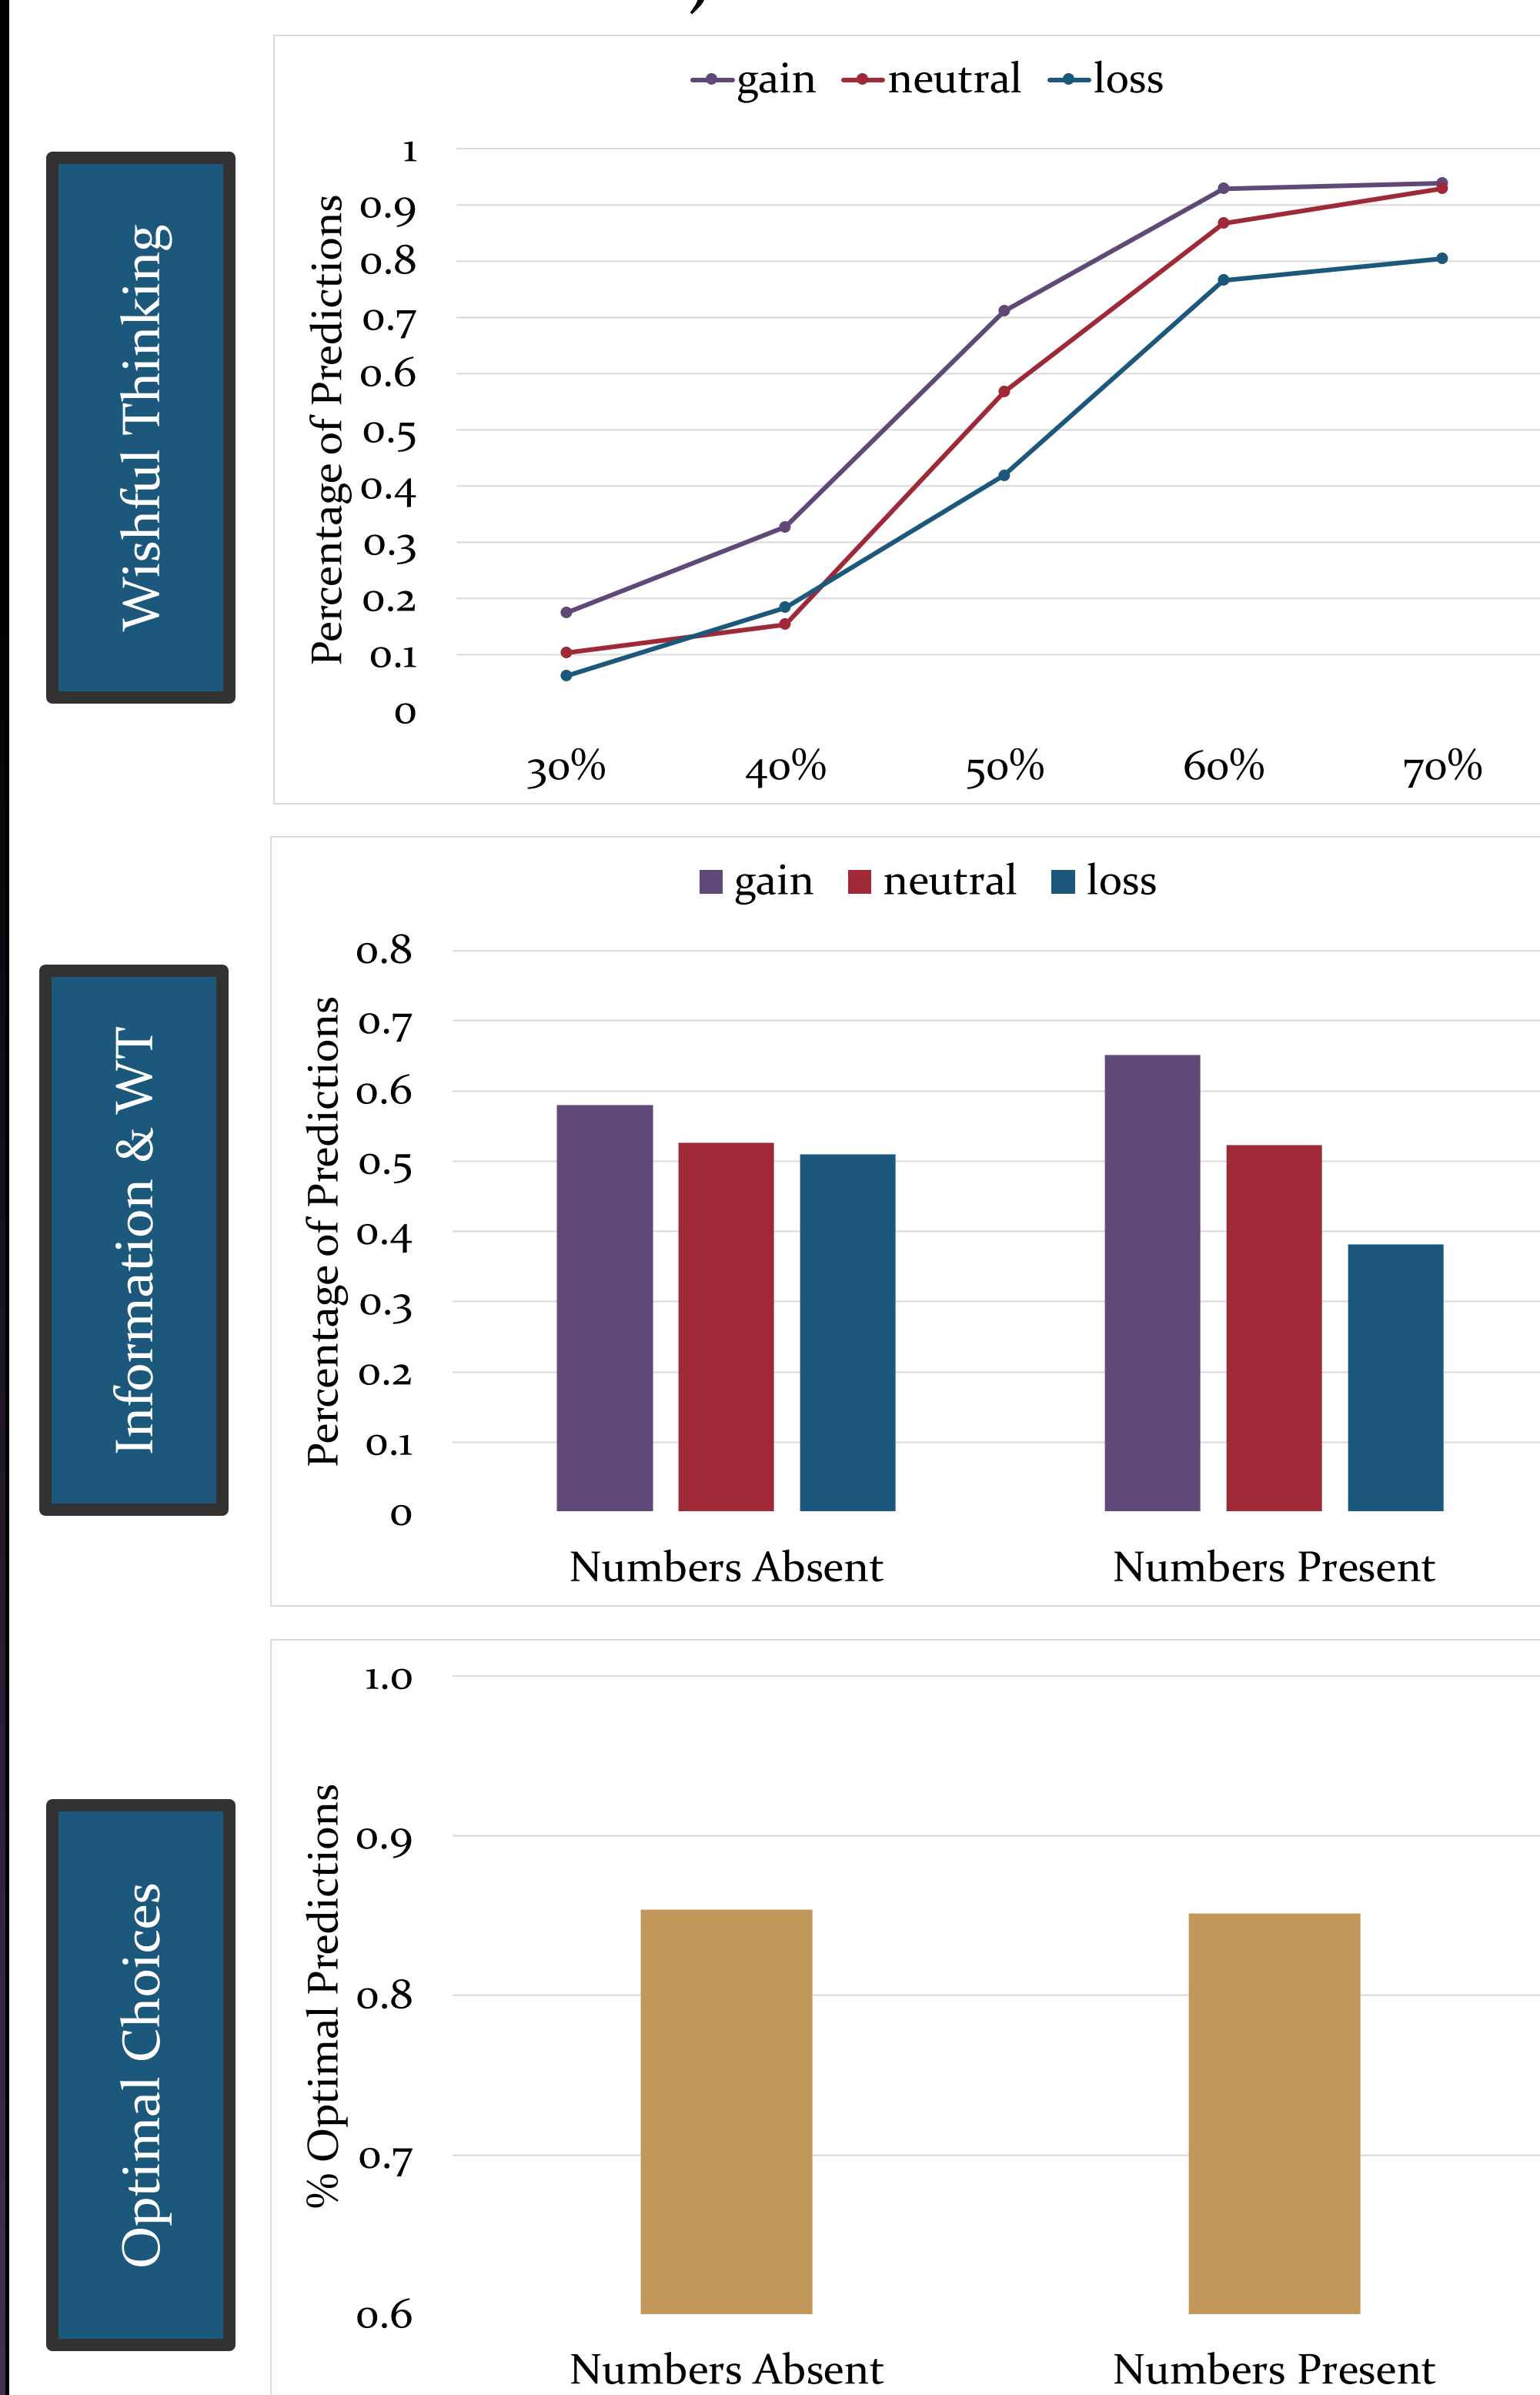 Wishful Thinking
gain neutral loss
Percentage of Predictions
1
0.9
0.8
0.7
0.6
0.5
0.4
0.3
0.2
0.1
0
30% 40% 50% 60% 70%
Information & WT
gain neutral loss
Percentage of Predictions
0.8
0.7
0.6
0.5
0.4
0.3
0.2
0.1
0
Numbers Absent Numbers Present
Optimal Choices
% Optimal Predictions
1.0
0.9
0.8
0.7
0.6
Numbers Absent Numbers Present